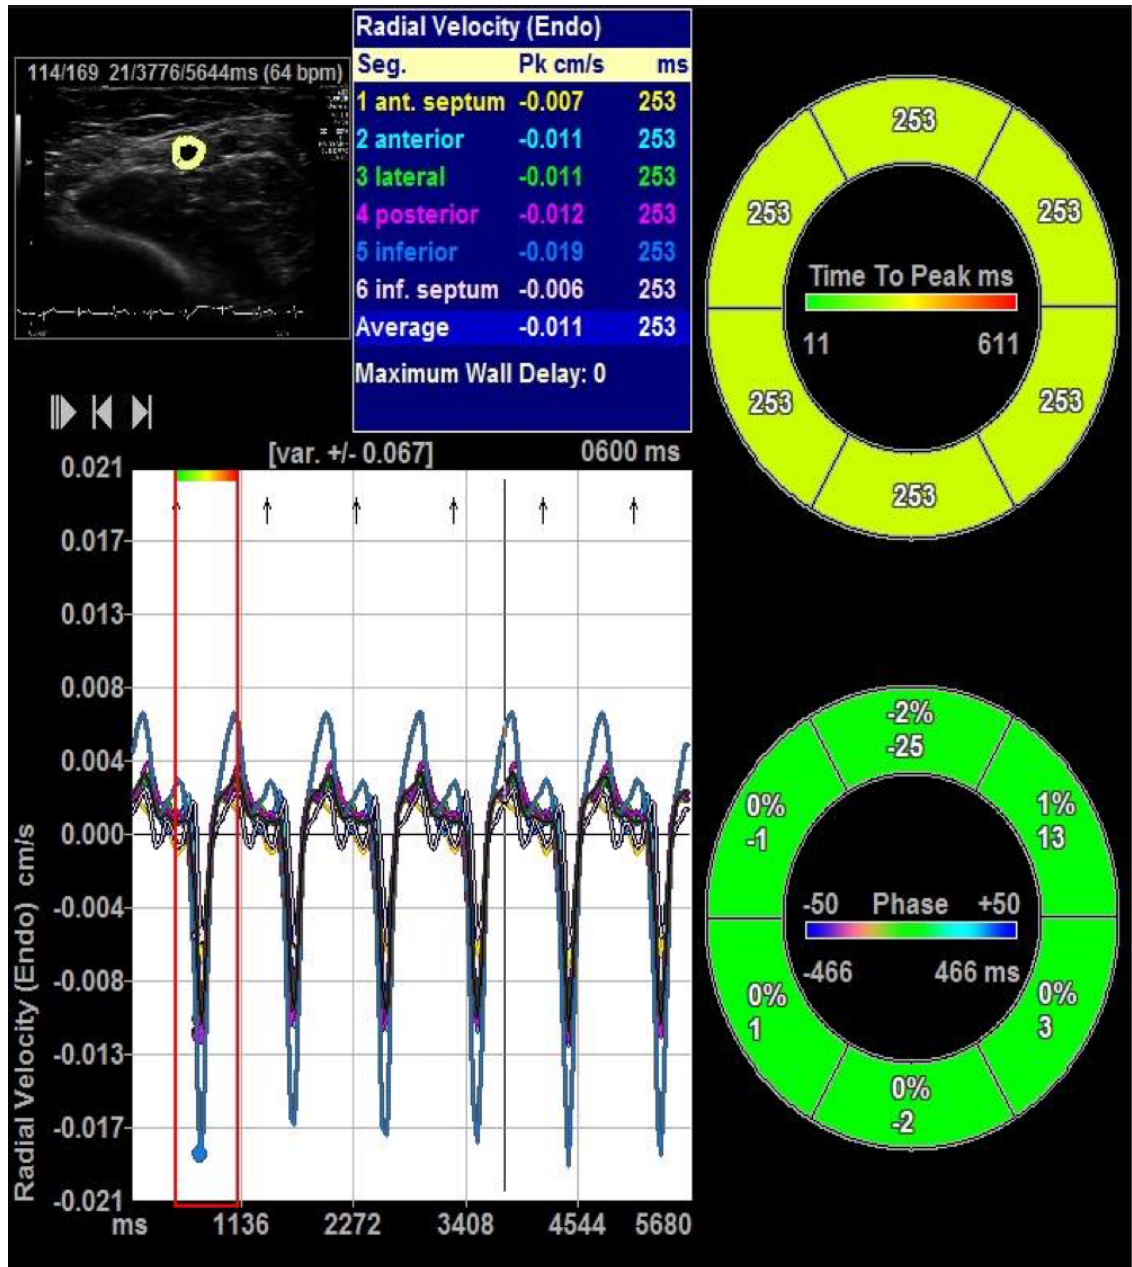 114/169 21/3776/5644ms (64 bpm)
Radial Velocity (Endo)
Seg. Pk cm/s ms
1 ant. septum -0.007 253
2 anterior -0.011 253
3 lateral -0.011 253
4 posterior -0.012 253
5 inferior -0.019 253
6 inf. septum -0.006 253
Average -0.011 253
Maximum Wall Delay: 0
253
253
253
Time To Peak ms
11 611
253
253
253
[var. +/- 0.067] 0600 ms
0.021
0.017
0.013
0.008
0.004
0.000
-0.004
-0.008
-0.013
-0.017
-0.021
Radial Velocity (Endo) cm/s
ms 1136 2272 3408 4544 5680
-2%
-25
0%
-1
1%
13
-50 Phase +50
-466 466 ms
0%
1
0%
3
0%
-2